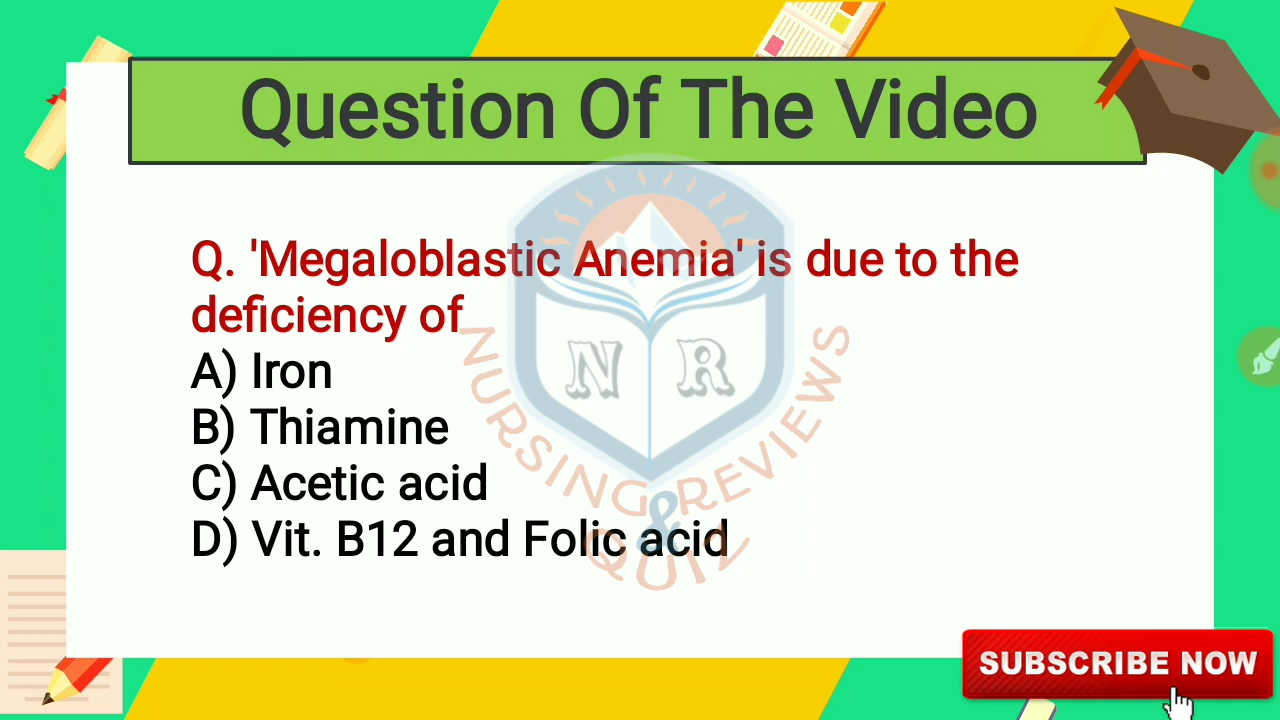 Question Of The Video
Q. 'Megaloblastic Anemia' is due to the
deficiency of
A) Iron
B) Thiamine
C) Acetic acid
D) Vit. B12 and Folic acid
N R
NURSING REVIEWS
&
QUIZ
SUBSCRIBE NOW